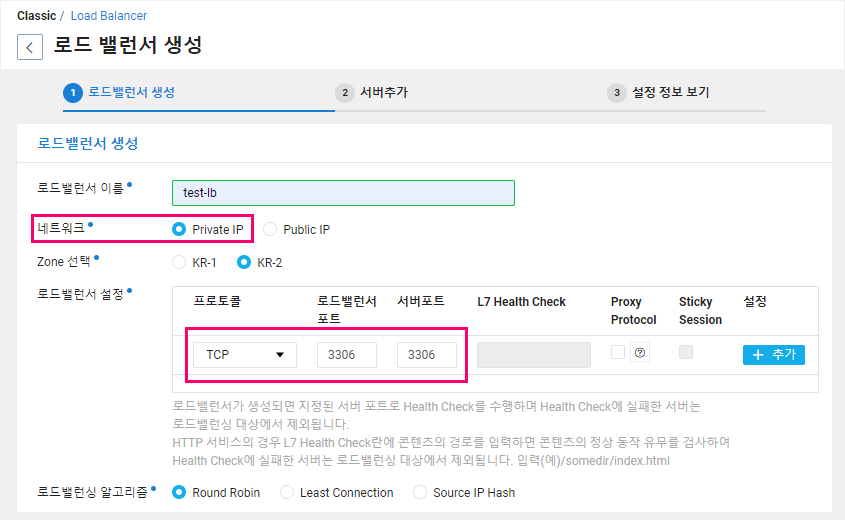 Classic / Load Balancer
로드 밸런서 생성
1 로드밸런서 생성
2 서버추가
3 설정 정보 보기
로드밸런서 생성
로드밸런서 이름
test-lb
네트워크
Private IP
Public IP
Zone 선택
KR-1
KR-2
로드밸런서 설정
프로토콜
로드밸런서
포트
서버포트
L7 Health Check
Proxy
Protocol
Sticky
Session
설정
TCP
3306
3306
?
+ 추가
로드밸런서가 생성되면 지정된 서버 포트로 Health Check를 수행하며 Health Check에 실패한 서버는
로드밸런싱 대상에서 제외됩니다.
HTTP 서비스의 경우 L7 Health Check란에 콘텐츠의 경로를 입력하면 콘텐츠의 정상 동작 유무를 검사하여
Health Check에 실패한 서버는 로드밸런싱 대상에서 제외됩니다. 입력(예)/somedir/index.html
로드밸런싱 알고리즘
Round Robin
Least Connection
Source IP Hash